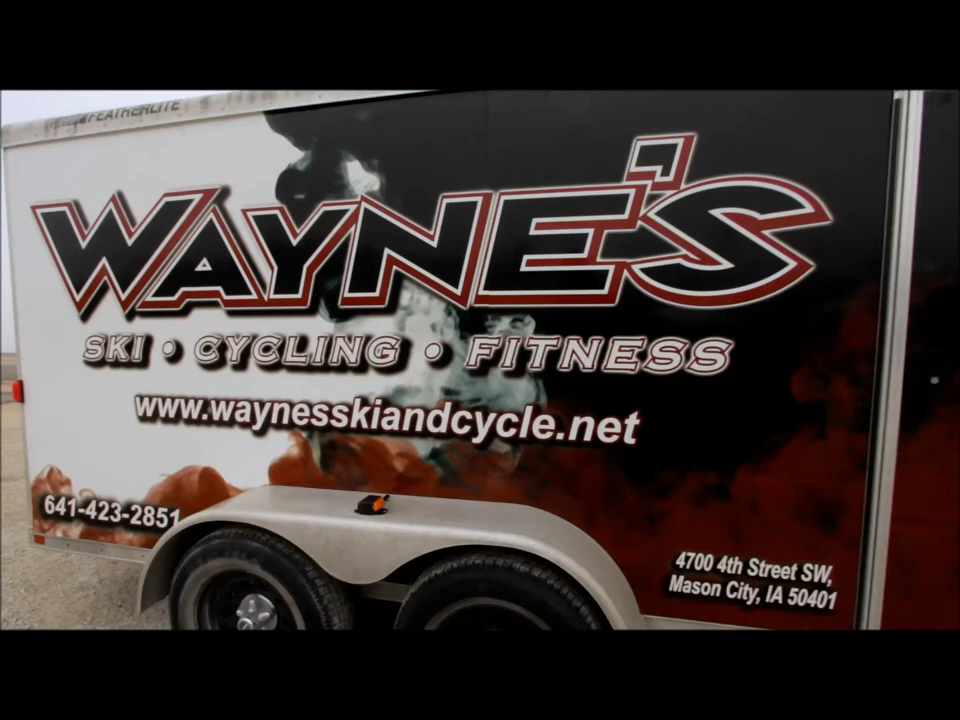 FEATHERLITE
WAYNE'S
SKI • CYCLING • FITNESS
www.waynesskiandcycle.net
641-423-2851
4700 4th Street SW,
Mason City, IA 50401